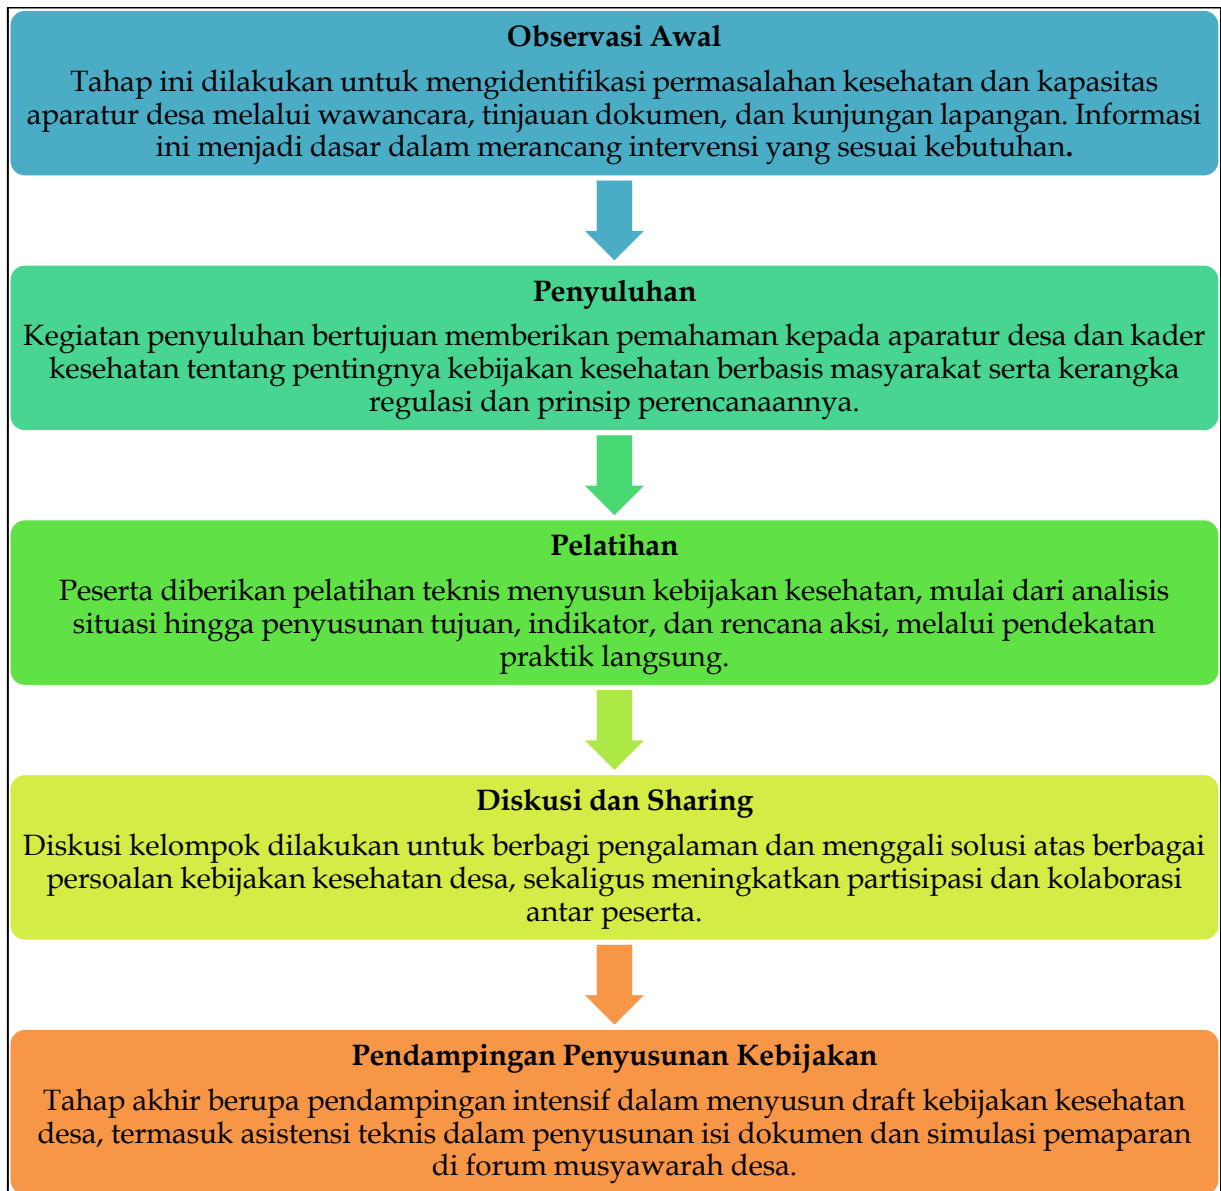 Observasi Awal
Tahap ini dilakukan untuk mengidentifikasi permasalahan kesehatan dan kapasitas
aparatur desa melalui wawancara, tinjauan dokumen, dan kunjungan lapangan. Informasi
ini menjadi dasar dalam merancang intervensi yang sesuai kebutuhan.
Penyuluhan
Kegiatan penyuluhan bertujuan memberikan pemahaman kepada aparatur desa dan kader
kesehatan tentang pentingnya kebijakan kesehatan berbasis masyarakat serta kerangka
regulasi dan prinsip perencanaannya.
Pelatihan
Peserta diberikan pelatihan teknis menyusun kebijakan kesehatan, mulai dari analisis
situasi hingga penyusunan tujuan, indikator, dan rencana aksi, melalui pendekatan
praktik langsung.
Diskusi dan Sharing
Diskusi kelompok dilakukan untuk berbagi pengalaman dan menggali solusi atas berbagai
persoalan kebijakan kesehatan desa, sekaligus meningkatkan partisipasi dan kolaborasi
antar peserta.
Pendampingan Penyusunan Kebijakan
Tahap akhir berupa pendampingan intensif dalam menyusun draft kebijakan kesehatan
desa, termasuk asistensi teknis dalam penyusunan isi dokumen dan simulasi pemaparan
di forum musyawarah desa.